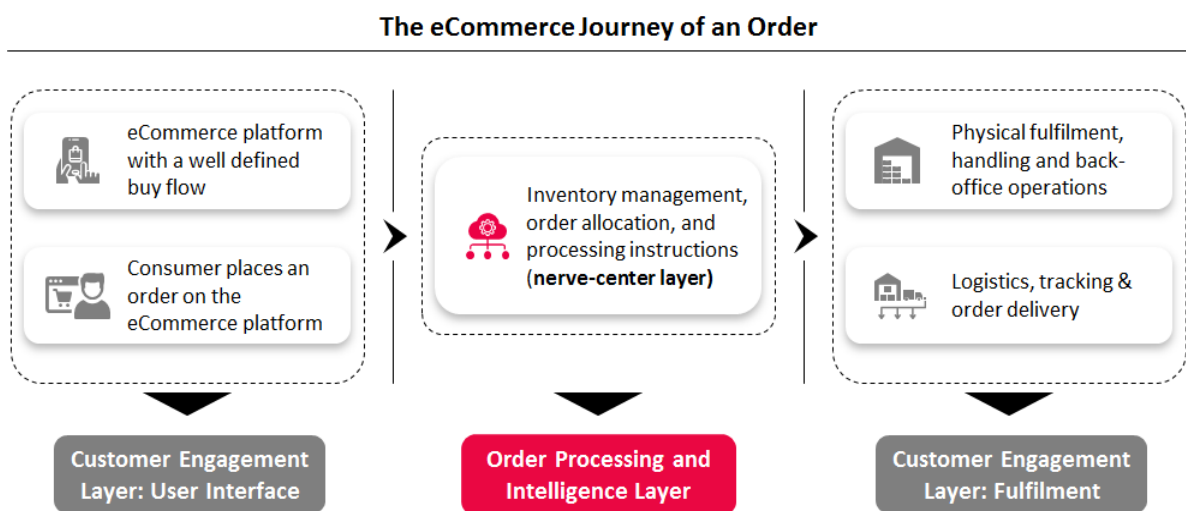 The eCommerce Journey of an Order
eCommerce platform
with a well defined
buy flow
Consumer places an
order on the
eCommerce platform
Customer Engagement
Layer: User Interface
Inventory management,
order allocation, and
processing instructions
(nerve-center layer)
Order Processing and
Intelligence Layer
Physical fulfilment,
handling and back-
office operations
Logistics, tracking &
order delivery
Customer Engagement
Layer: Fulfilment